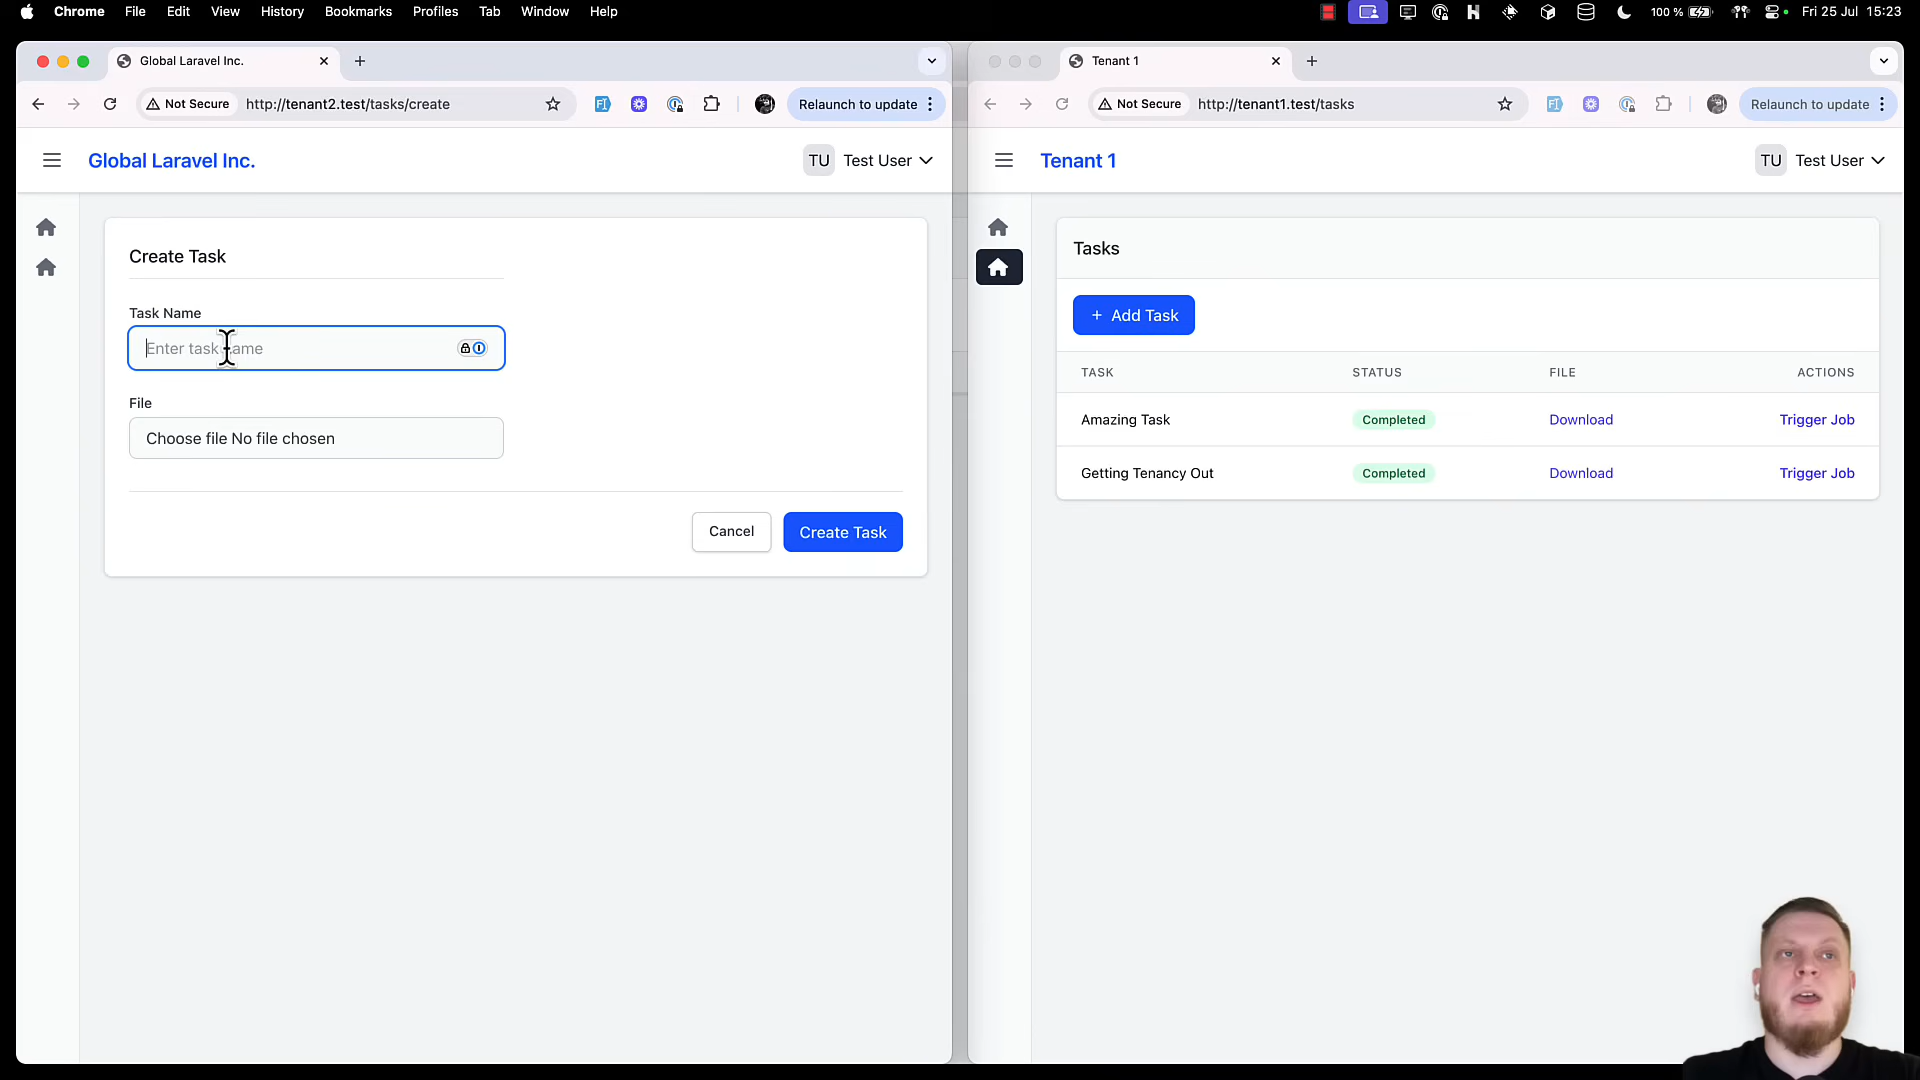 Chrome File Edit View History Bookmarks Profiles Tab Window Help 100 % Fri 25 Jul 15:23
Global Laravel Inc.
Not Secure http://tenant2.test/tasks/create Relaunch to update
Global Laravel Inc. TU Test User
Create Task
Task Name
Enter task name
File
Choose file No file chosen
Cancel Create Task
Tenant 1
Not Secure http://tenant1.test/tasks Relaunch to update
Tenant 1 TU Test User
Tasks
+ Add Task
TASK STATUS FILE ACTIONS
Amazing Task Completed Download Trigger Job
Getting Tenancy Out Completed Download Trigger Job